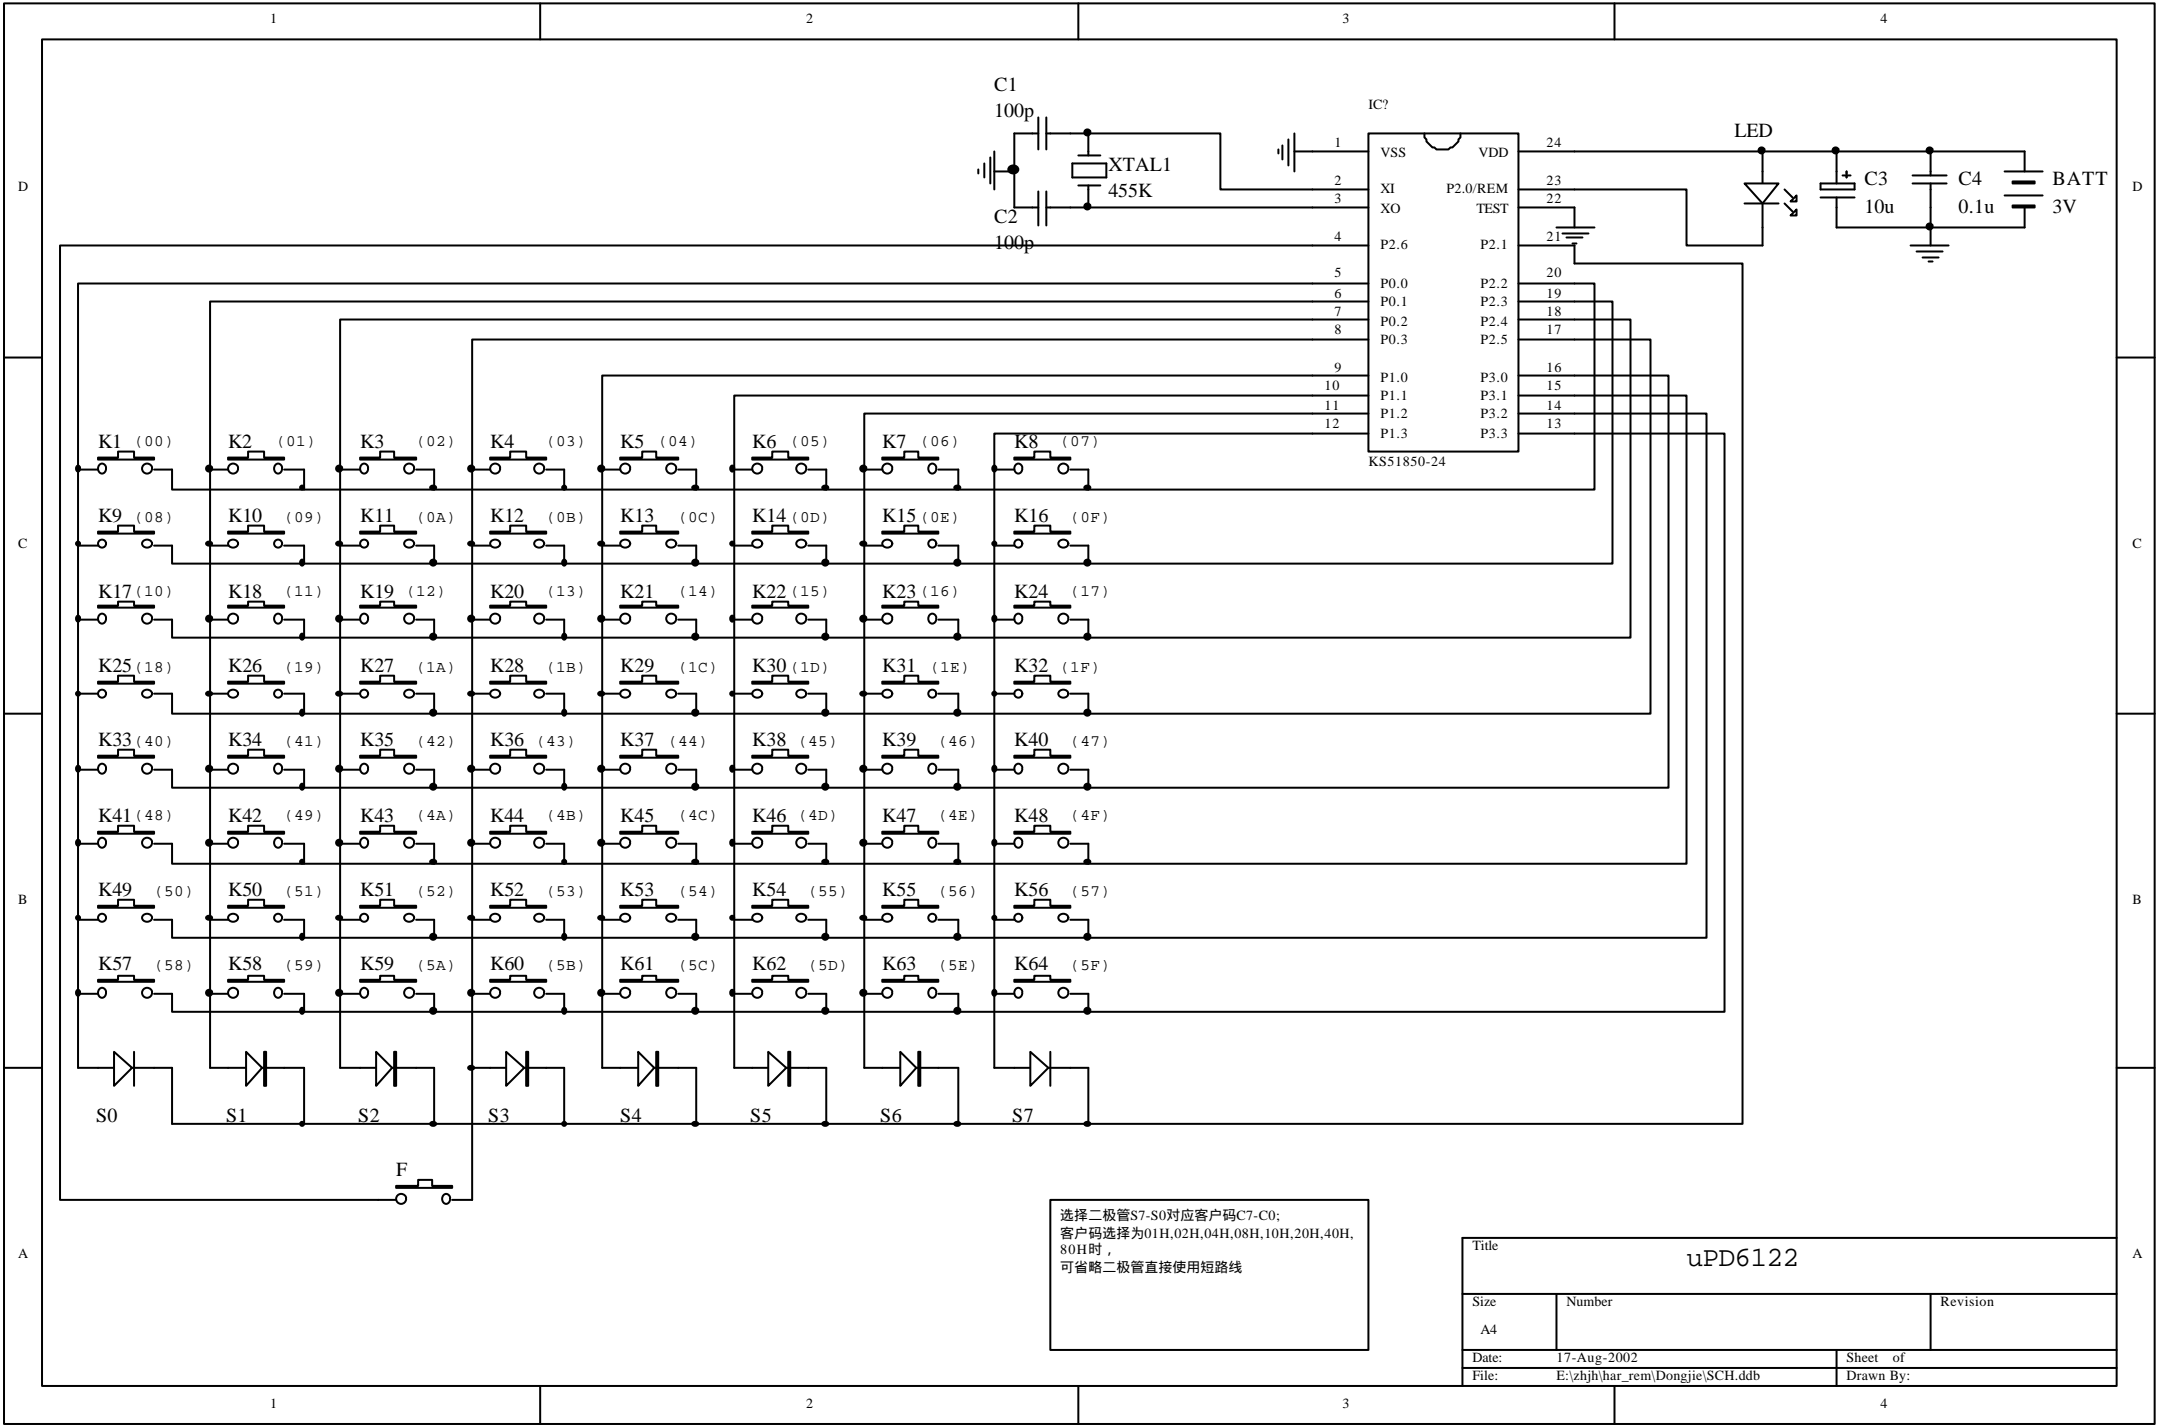 1 2 3 4
C1
100p
IC?
LED
1 VSS VDD 24
D XTAL1 2 XI P2.0/REM 23 C3 C4 BATT D
455K 3 XO TEST 22 10u 0.1u 3V
C2
100p 4 P2.6 P2.1 21
5 P0.0 P2.2 20
6 P0.1 P2.3 19
7 P0.2 P2.4 18
8 P0.3 P2.5 17
9 P1.0 P3.0 16
10 P1.1 P3.1 15
11 P1.2 P3.2 14
12 P1.3 P3.3 13
KS51850-24
K1 (00) K2 (01) K3 (02) K4 (03) K5 (04) K6 (05) K7 (06) K8 (07)
K9 (08) K10 (09) K11 (0A) K12 (0B) K13 (0C) K14 (0D) K15 (0E) K16 (0F)
C C
K17 (10) K18 (11) K19 (12) K20 (13) K21 (14) K22 (15) K23 (16) K24 (17)
K25 (18) K26 (19) K27 (1A) K28 (1B) K29 (1C) K30 (1D) K31 (1E) K32 (1F)
K33 (40) K34 (41) K35 (42) K36 (43) K37 (44) K38 (45) K39 (46) K40 (47)
K41 (48) K42 (49) K43 (4A) K44 (4B) K45 (4C) K46 (4D) K47 (4E) K48 (4F)
K49 (50) K50 (51) K51 (52) K52 (53) K53 (54) K54 (55) K55 (56) K56 (57)
B B
K57 (58) K58 (59) K59 (5A) K60 (5B) K61 (5C) K62 (5D) K63 (5E) K64 (5F)
S0 S1 S2 S3 S4 S5 S6 S7
F
选择二极管S7-S0对应客户码C7-C0;
客户码选择为01H,02H,04H,08H,10H,20H,40H,
80H时，
可省略二极管直接使用短路线
A A
Title
uPD6122
Size Number Revision
A4
Date: 17-Aug-2002 Sheet of
File: E:\zhjh\har_rem\Dongjie\SCH.ddb Drawn By:
1 2 3 4